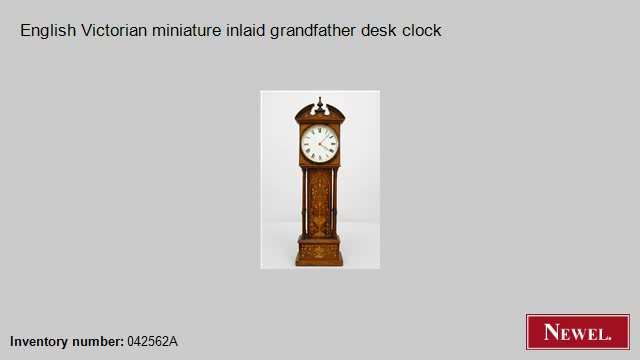 English Victorian miniature inlaid grandfather desk clock
Inventory number: 042562A
NEWEL.